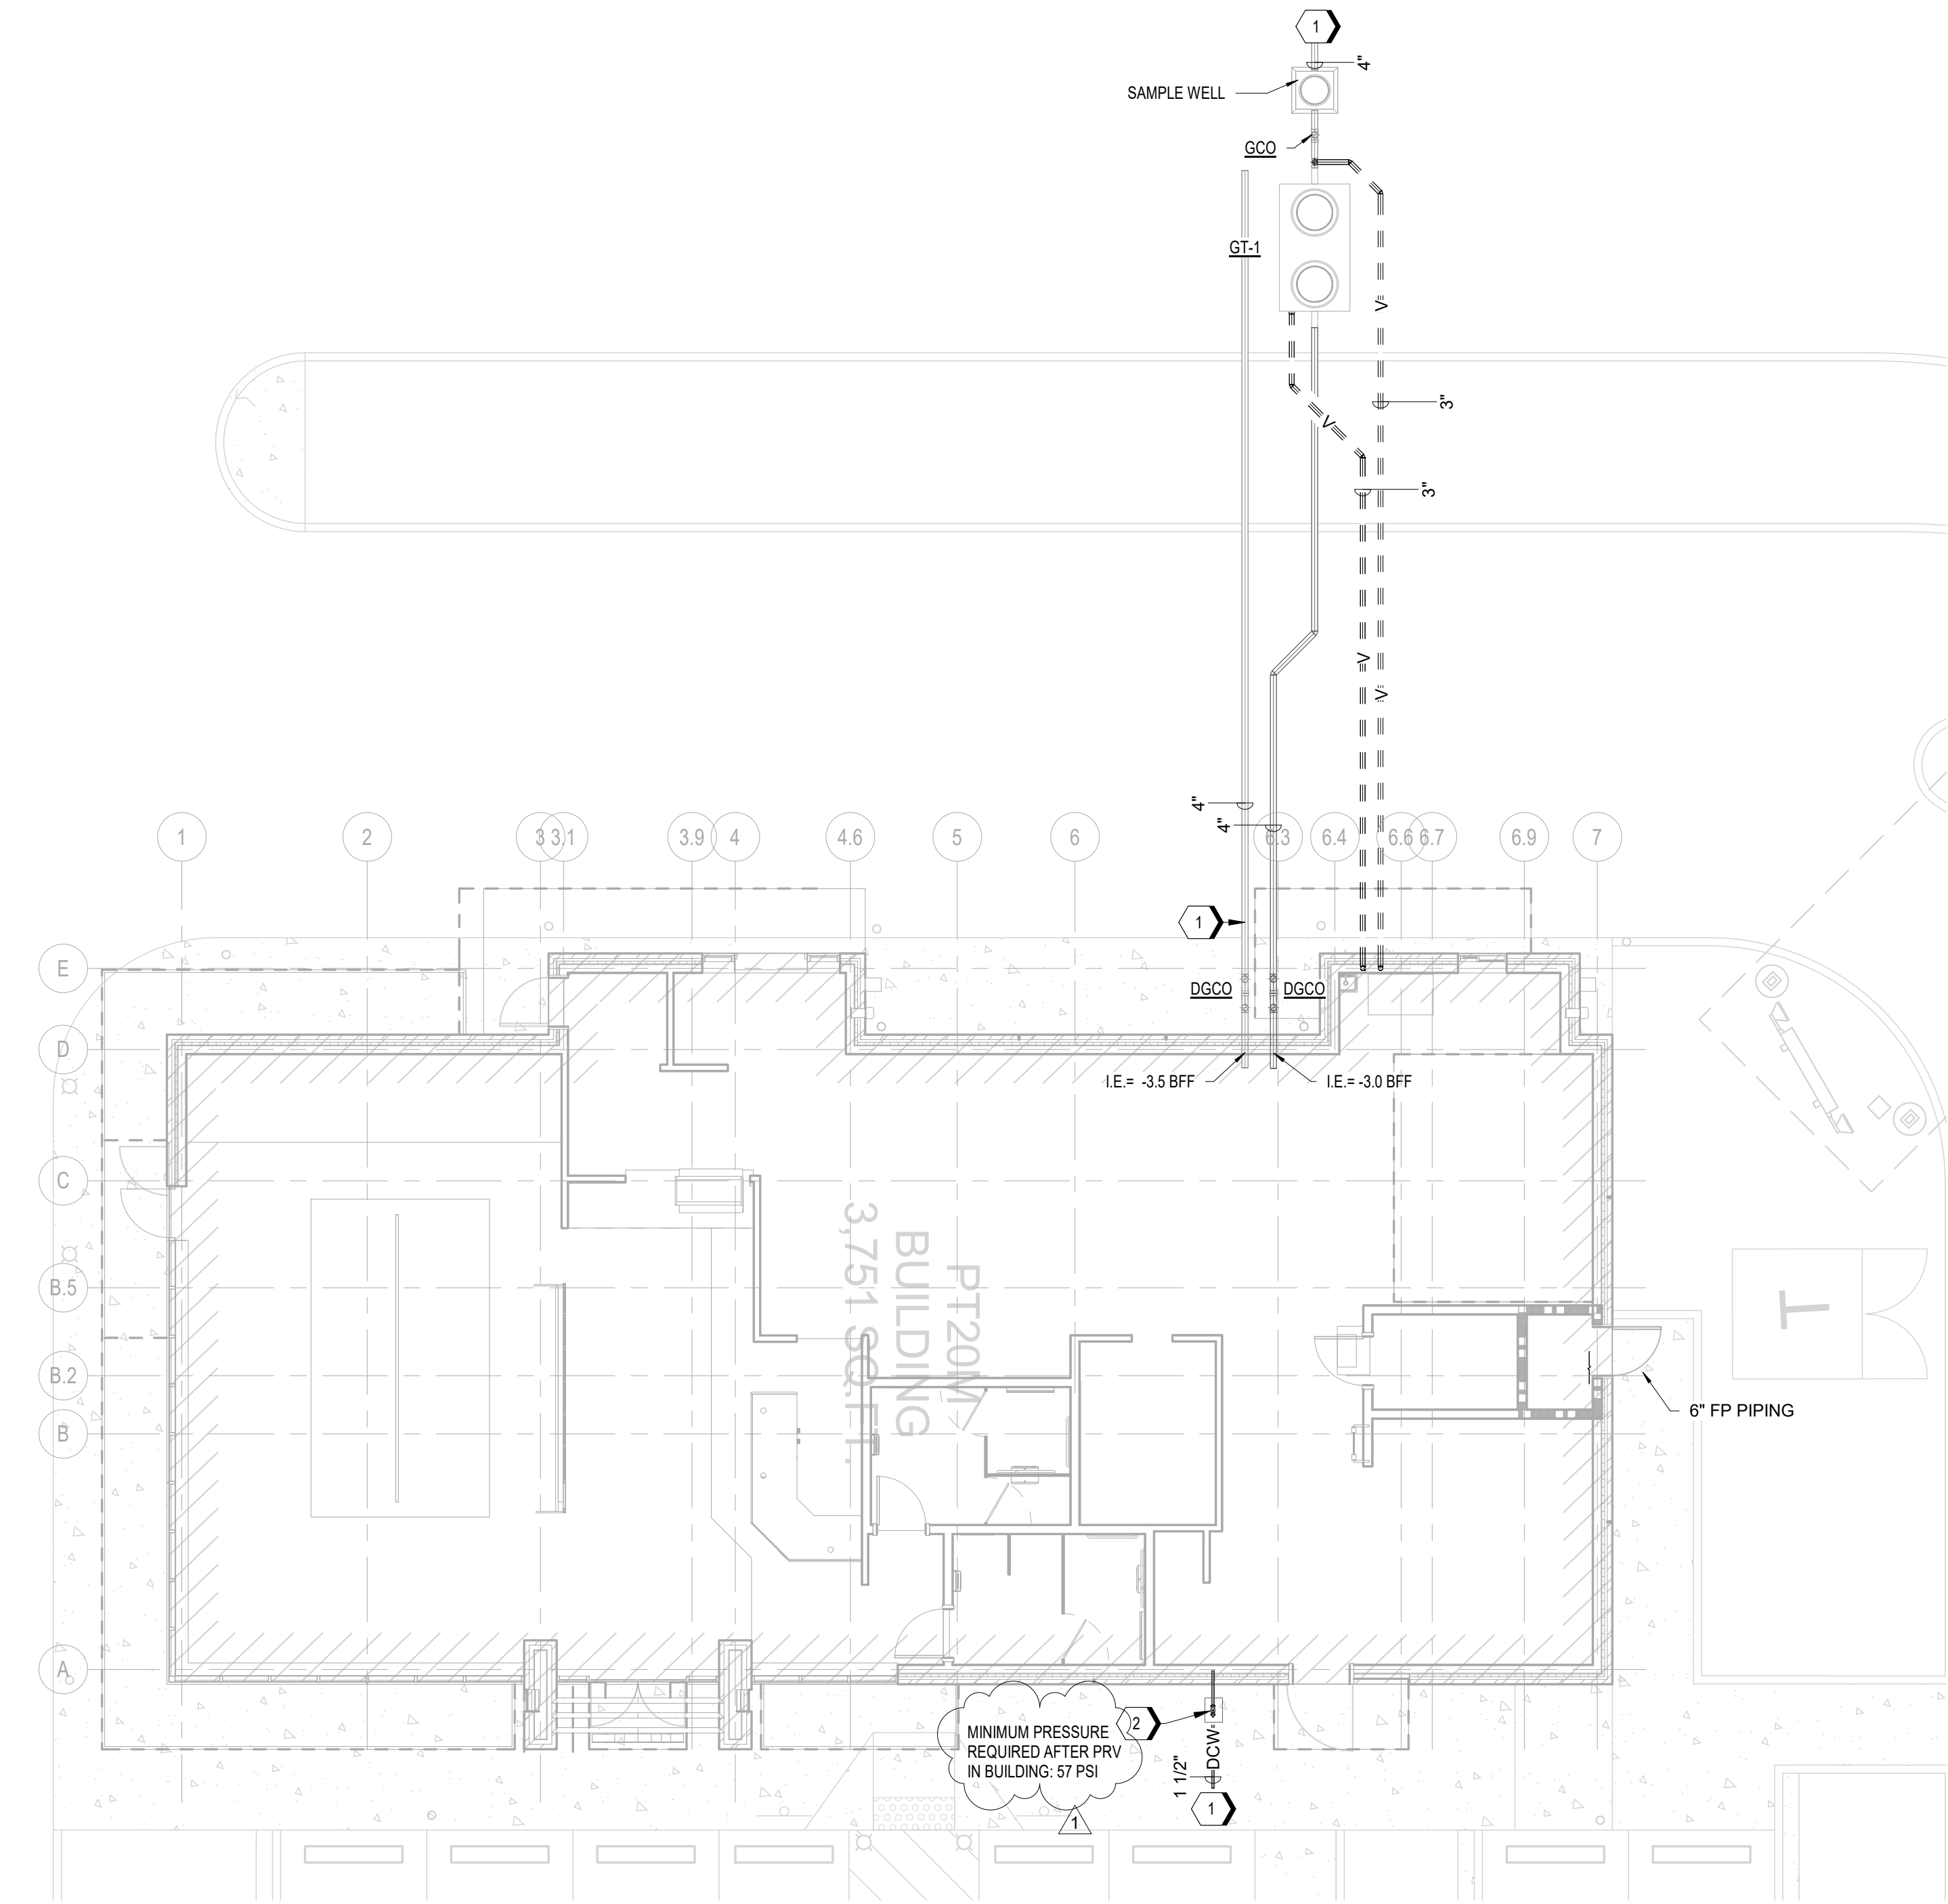 1
4"
SAMPLE WELL
GCO
GT-1
V
3"
V
3"
V
V
4"
4"
1
2
3
3.1
3.9
4
4.6
5
6
6.3
6.4
6.6
6.7
6.9
7
1
E
DGCO
DGCO
D
I.E.= -3.5 BFF
I.E.= -3.0 BFF
C
PT20M
BUILDING
3,751 SQ.FT.
B.5
T
B.2
B
6" FP PIPING
A
MINIMUM PRESSURE
REQUIRED AFTER PRV
IN BUILDING: 57 PSI
2
DCW
1 1/2"
1
1